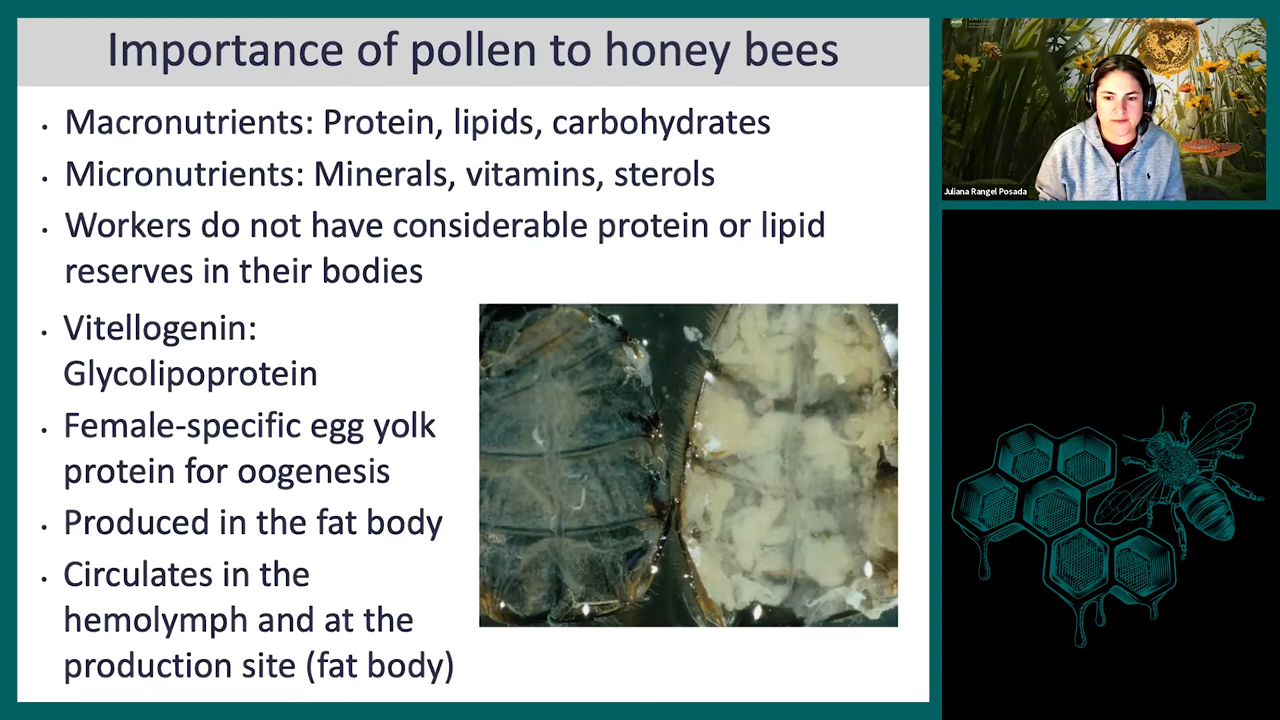 Importance of pollen to honey bees
• Macronutrients: Protein, lipids, carbohydrates
• Micronutrients: Minerals, vitamins, sterols
• Workers do not have considerable protein or lipid
reserves in their bodies
• Vitellogenin:
Glycolipoprotein
• Female-specific egg yolk
protein for oogenesis
• Produced in the fat body
• Circulates in the
hemolymph and at the
production site (fat body)
Juliana Rangel Posada